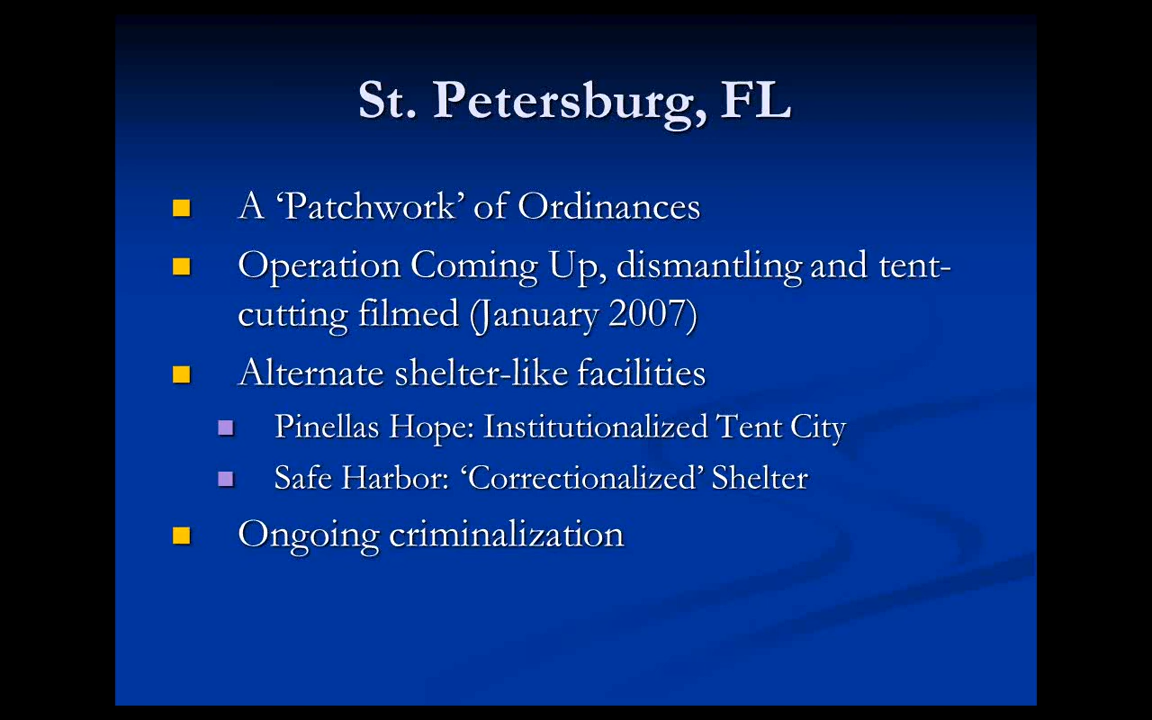 St. Petersburg, FL
A ‘Patchwork’ of Ordinances
Operation Coming Up, dismantling and tent-
cutting filmed (January 2007)
Alternate shelter-like facilities
Pinellas Hope: Institutionalized Tent City
Safe Harbor: ‘Correctionalized’ Shelter
Ongoing criminalization